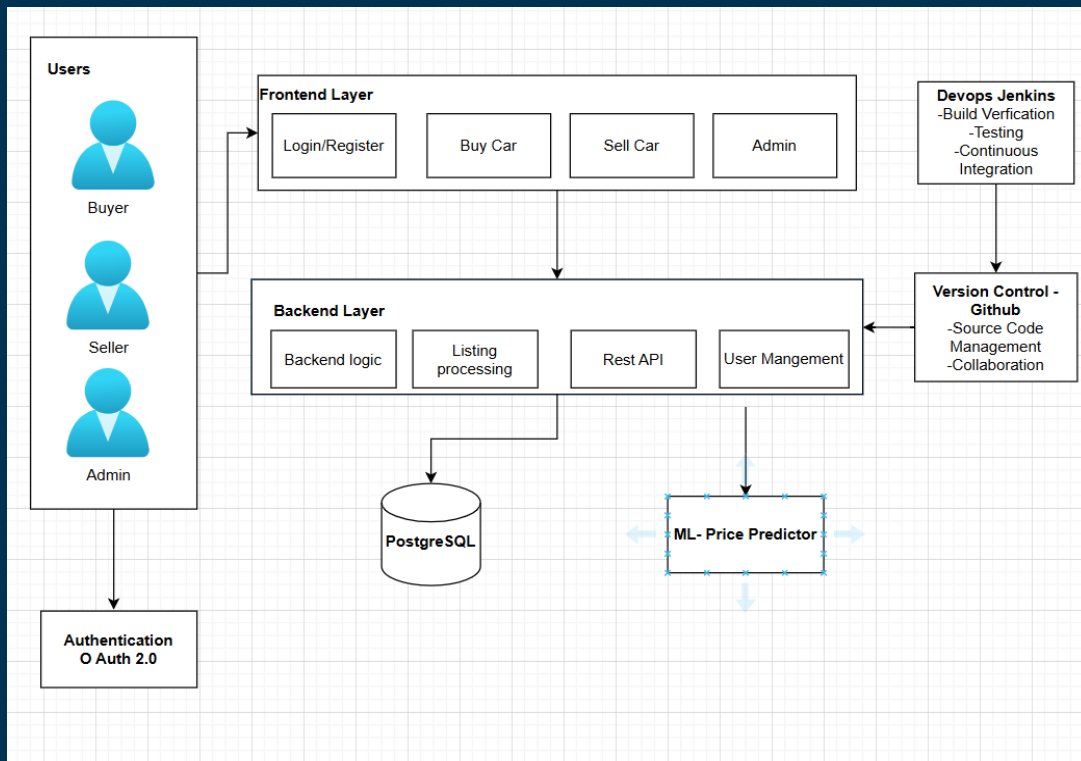 Users
Buyer
Seller
Admin
Frontend Layer
Login/Register
Buy Car
Sell Car
Admin
Devops Jenkins
-Build Verfication
-Testing
-Continuous
Integration
Backend Layer
Backend logic
Listing
processing
Rest API
User Mangement
Version Control -
Github
-Source Code
Management
-Collaboration
PostgreSQL
ML- Price Predictor
Authentication
O Auth 2.0